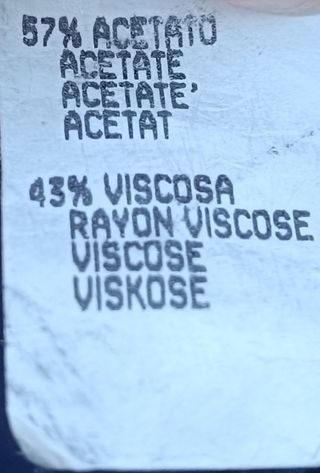 57% ACETATO
ACETATE
ACETATE'
ACETAT
43% VISCOSA
RAYON VISCOSE
VISCOSE
VISKOSE